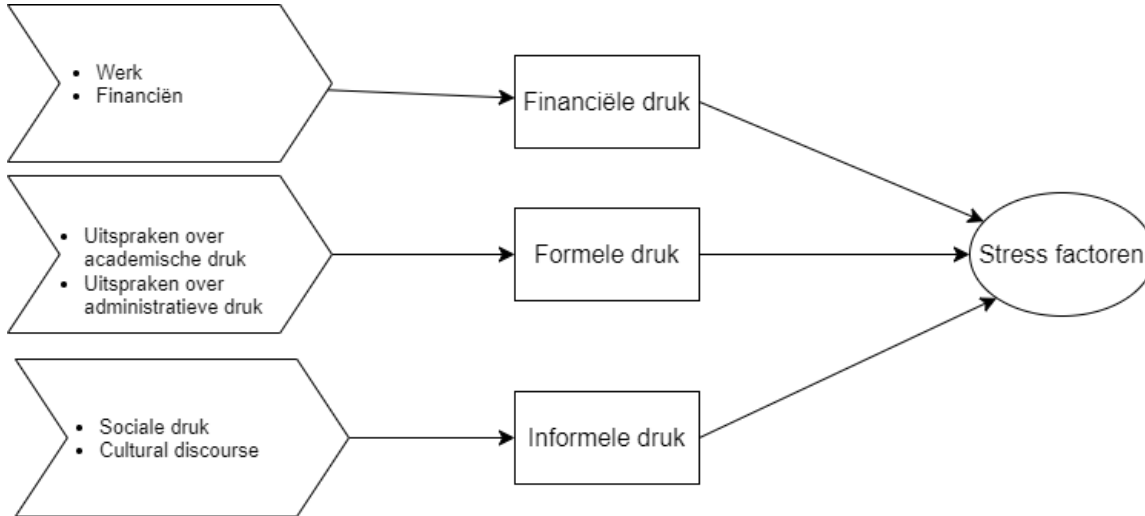 • Werk
• Financiën
Financiële druk
• Uitspraken over
academische druk
• Uitspraken over
administratieve druk
Formele druk
Stress factoren
• Sociale druk
• Cultural discourse
Informele druk